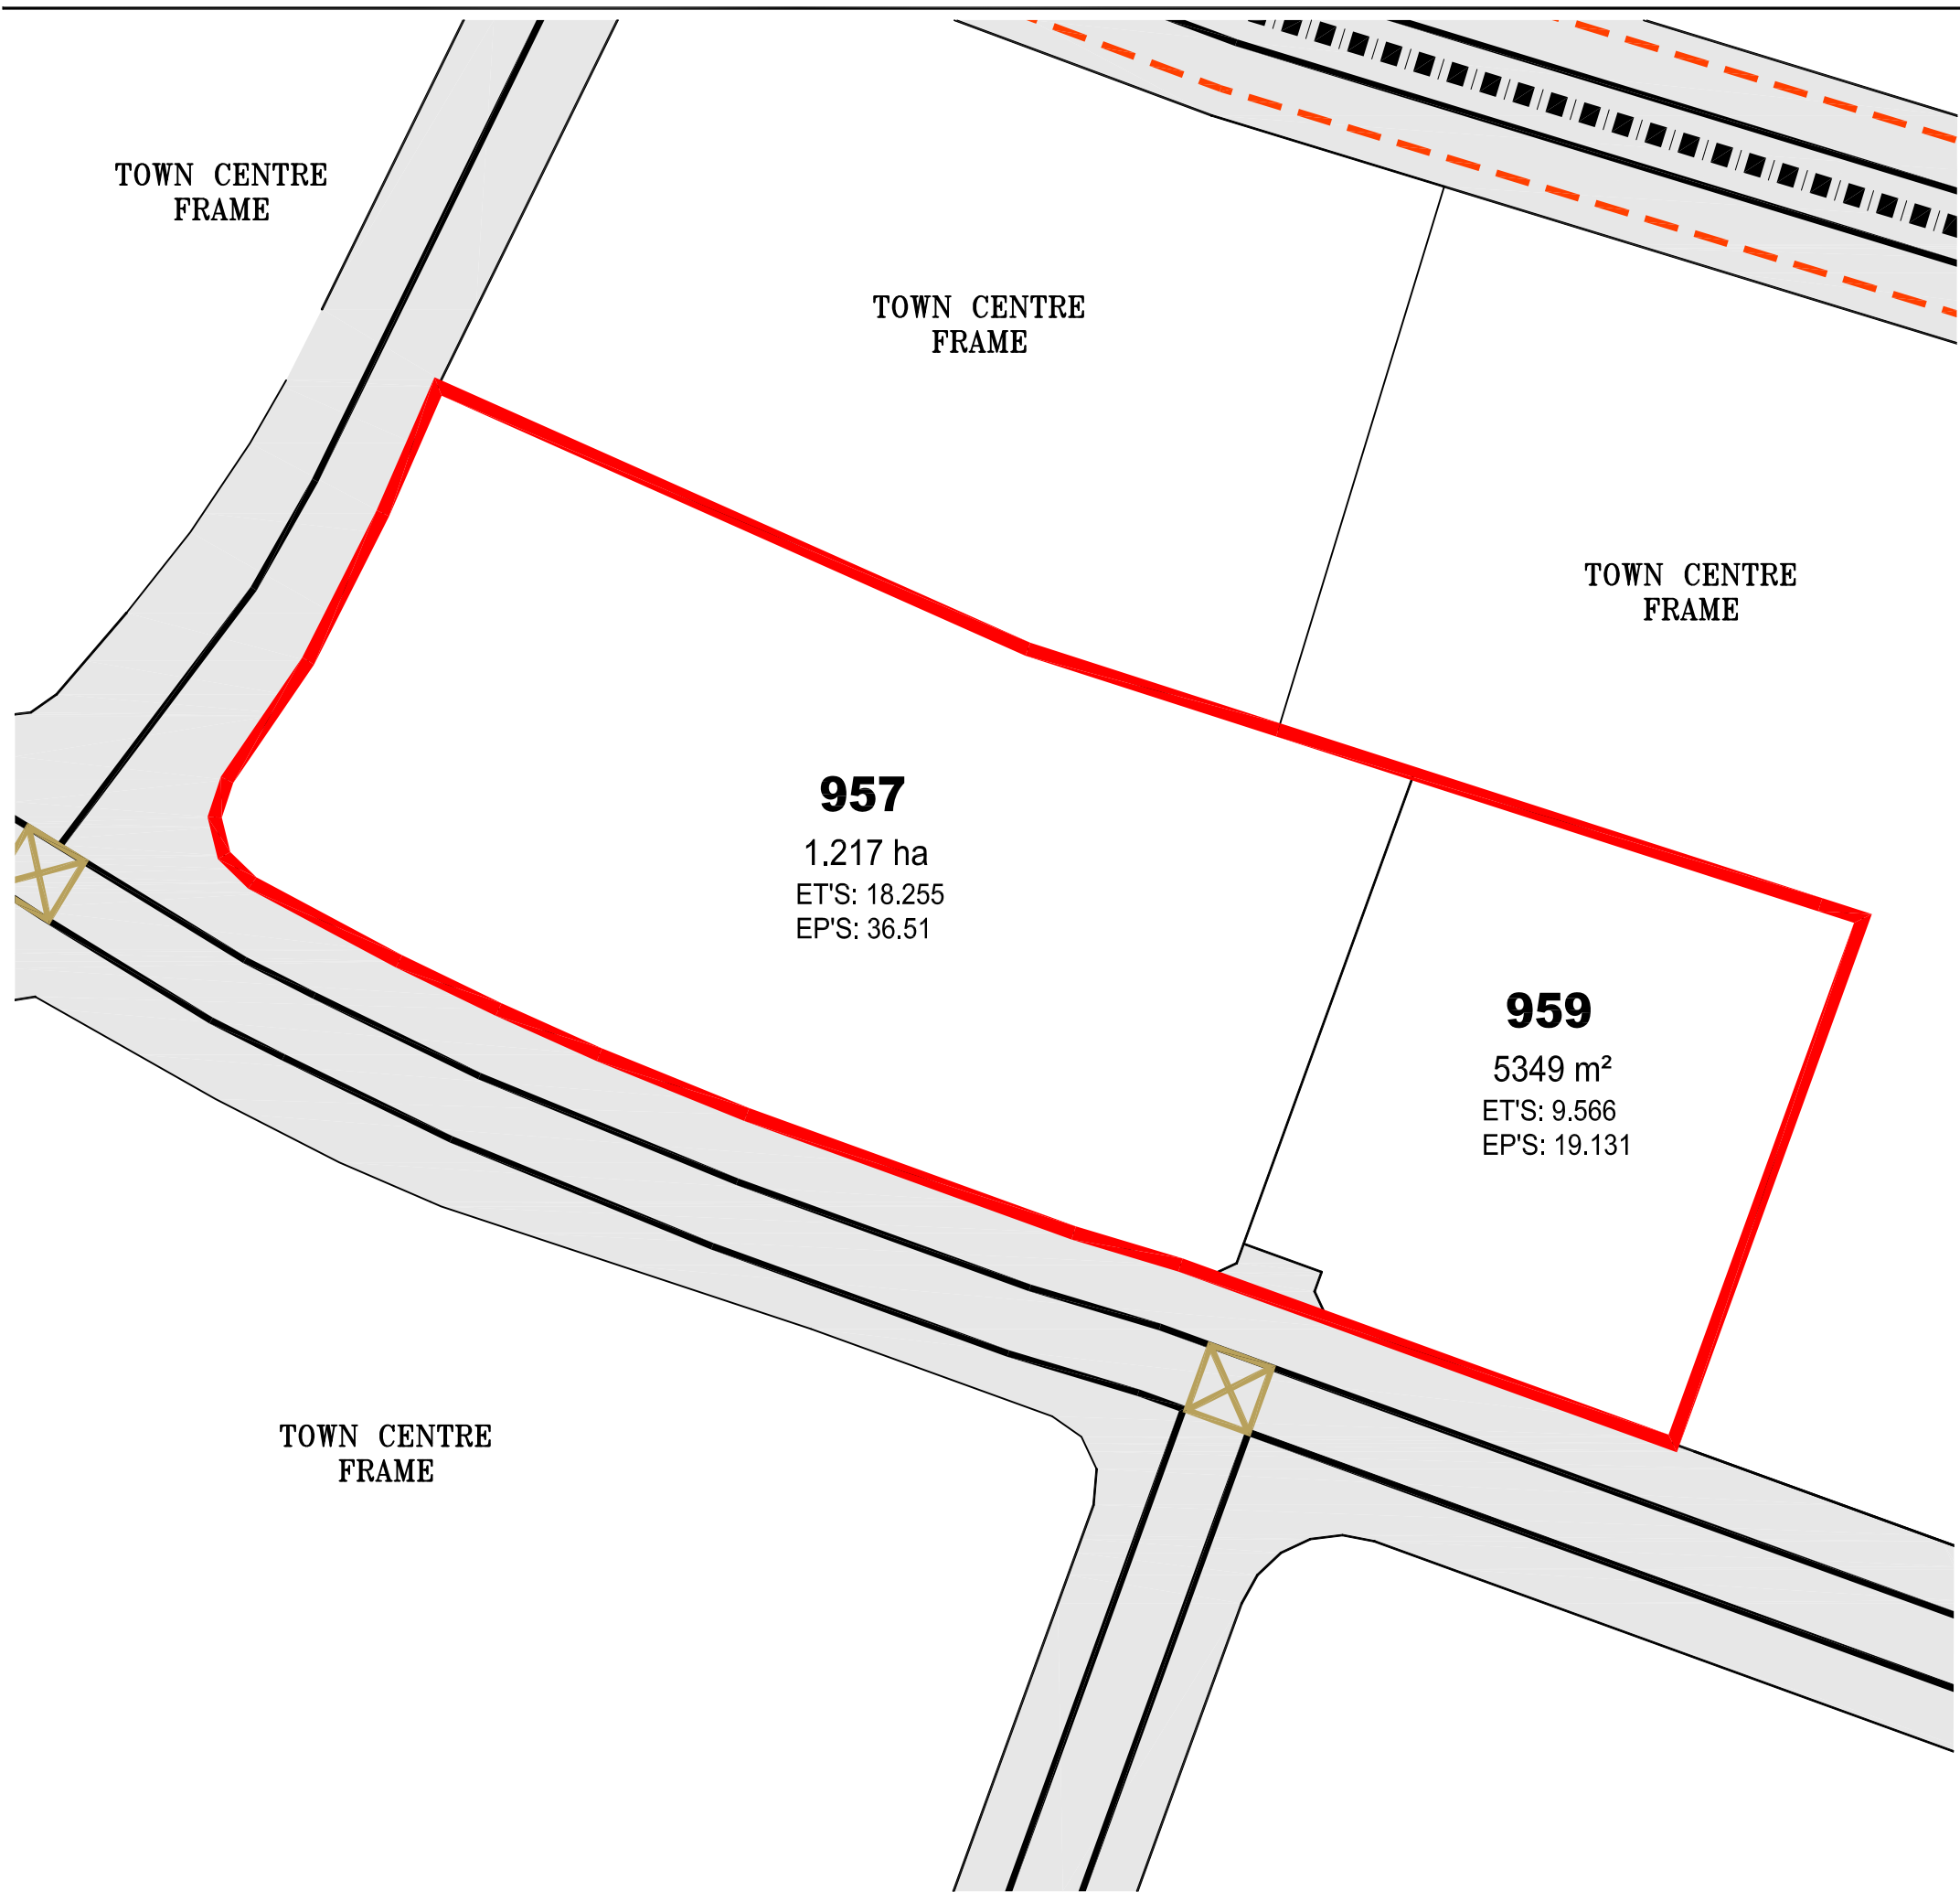 TOWN CENTRE
FRAME
TOWN CENTRE
FRAME
TOWN CENTRE
FRAME
957
1.217 ha
ET'S: 18.255
EP'S: 36.51
959
5349 m²
ET'S: 9.566
EP'S: 19.131
TOWN CENTRE
FRAME